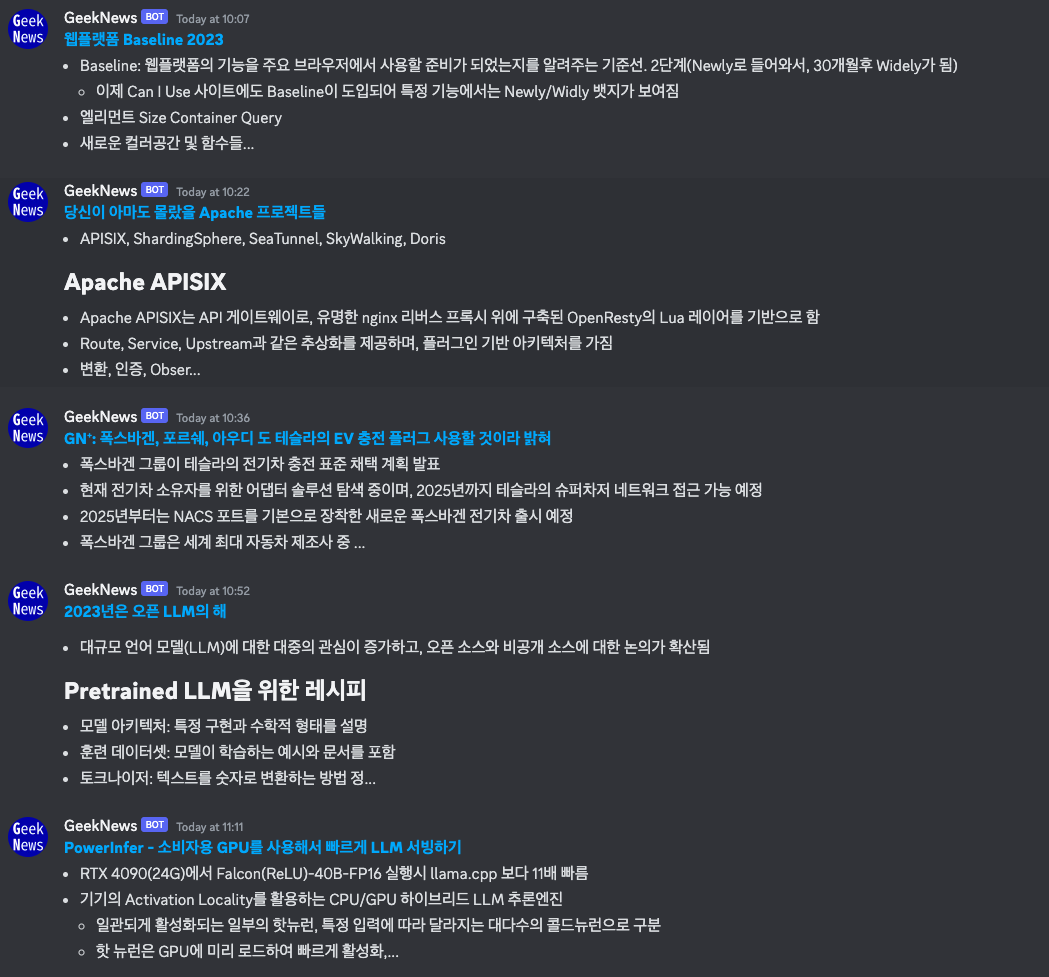 Geek
News
GeekNews BOT Today at 10:07
웹플랫폼 Baseline 2023
• Baseline: 웹플랫폼의 기능을 주요 브라우저에서 사용할 준비가 되었는지를 알려주는 기준선. 2단계(Newly로 들어와서, 30개월후 Widely가 됨)
◦ 이제 Can I Use 사이트에도 Baseline이 도입되어 특정 기능에서는 Newly/Widly 뱃지가 보여짐
• 엘리먼트 Size Container Query
• 새로운 컬러공간 및 함수들...
Geek
News
GeekNews BOT Today at 10:22
당신이 아마도 몰랐을 Apache 프로젝트들
• APISIX, ShardingSphere, SeaTunnel, SkyWalking, Doris
Apache APISIX
• Apache APISIX는 API 게이트웨이로, 유명한 nginx 리버스 프록시 위에 구축된 OpenResty의 Lua 레이어를 기반으로 함
• Route, Service, Upstream과 같은 추상화를 제공하며, 플러그인 기반 아키텍처를 가짐
• 변환, 인증, Obser...
Geek
News
GeekNews BOT Today at 10:36
GN⁺: 폭스바겐, 포르쉐, 아우디 도 테슬라의 EV 충전 플러그 사용할 것이라 밝혀
• 폭스바겐 그룹이 테슬라의 전기차 충전 표준 채택 계획 발표
• 현재 전기차 소유자를 위한 어댑터 솔루션 탐색 중이며, 2025년까지 테슬라의 슈퍼차저 네트워크 접근 가능 예정
• 2025년부터는 NACS 포트를 기본으로 장착한 새로운 폭스바겐 전기차 출시 예정
• 폭스바겐 그룹은 세계 최대 자동차 제조사 중 ...
Geek
News
GeekNews BOT Today at 10:52
2023년은 오픈 LLM의 해
• 대규모 언어 모델(LLM)에 대한 대중의 관심이 증가하고, 오픈 소스와 비공개 소스에 대한 논의가 확산됨
Pretrained LLM을 위한 레시피
• 모델 아키텍처: 특정 구현과 수학적 형태를 설명
• 훈련 데이터셋: 모델이 학습하는 예시와 문서를 포함
• 토크나이저: 텍스트를 숫자로 변환하는 방법 정...
Geek
News
GeekNews BOT Today at 11:11
PowerInfer - 소비자용 GPU를 사용해서 빠르게 LLM 서빙하기
• RTX 4090(24G)에서 Falcon(ReLU)-40B-FP16 실행시 llama.cpp 보다 11배 빠름
• 기기의 Activation Locality를 활용하는 CPU/GPU 하이브리드 LLM 추론엔진
◦ 일관되게 활성화되는 일부의 핫뉴런, 특정 입력에 따라 달라지는 대다수의 콜드뉴런으로 구분
◦ 핫 뉴런은 GPU에 미리 로드하여 빠르게 활성화,...